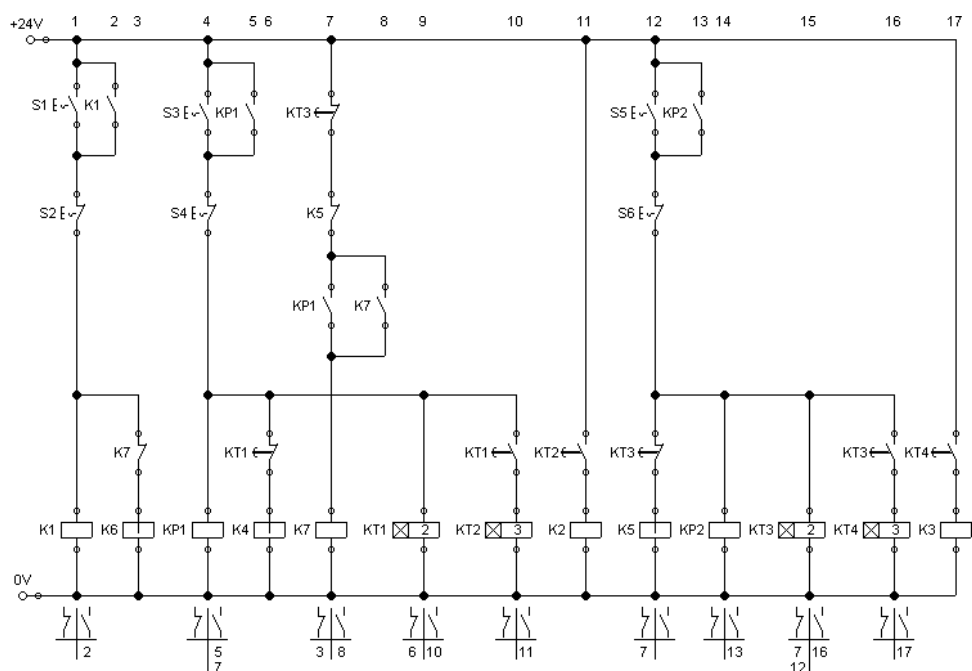 1 2 3 4 5 6 7 8 9 10 11 12 13 14 15 16 17
+24V
S1 K1 S3 KP1 KT3 S5 KP2
S2 S4 K5 S6
KP1 K7
K7 KT1 KT1 KT2 KT3 KT3 KT4
K1 K6 KP1 K4 K7 KT1 2 KT2 3 K2 K5 KP2 KT3 2 KT4 3 K3
0V
2 5 3 8 6 10 11 7 13 7 16 17
7 12